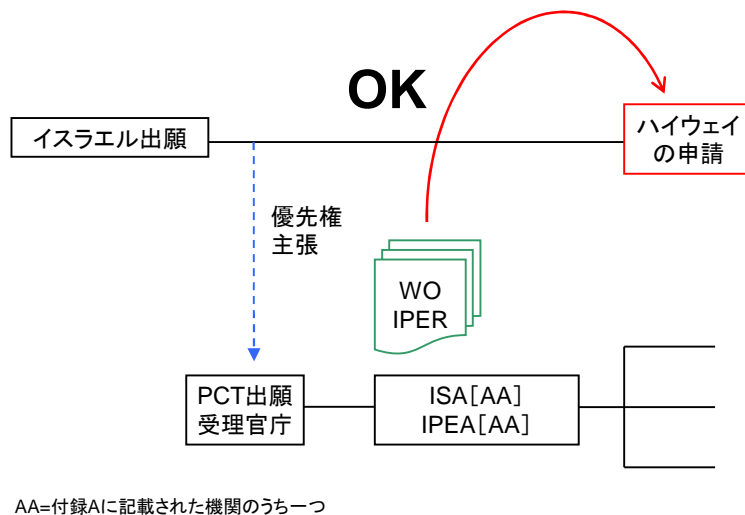 OK
イスラエル出願
ハイウェイ
の申請
優先権
主張
WO
IPER
PCT出願
受理官庁
ISA[AA]
IPEA[AA]
AA=付録Aに記載された機関のうち一つ